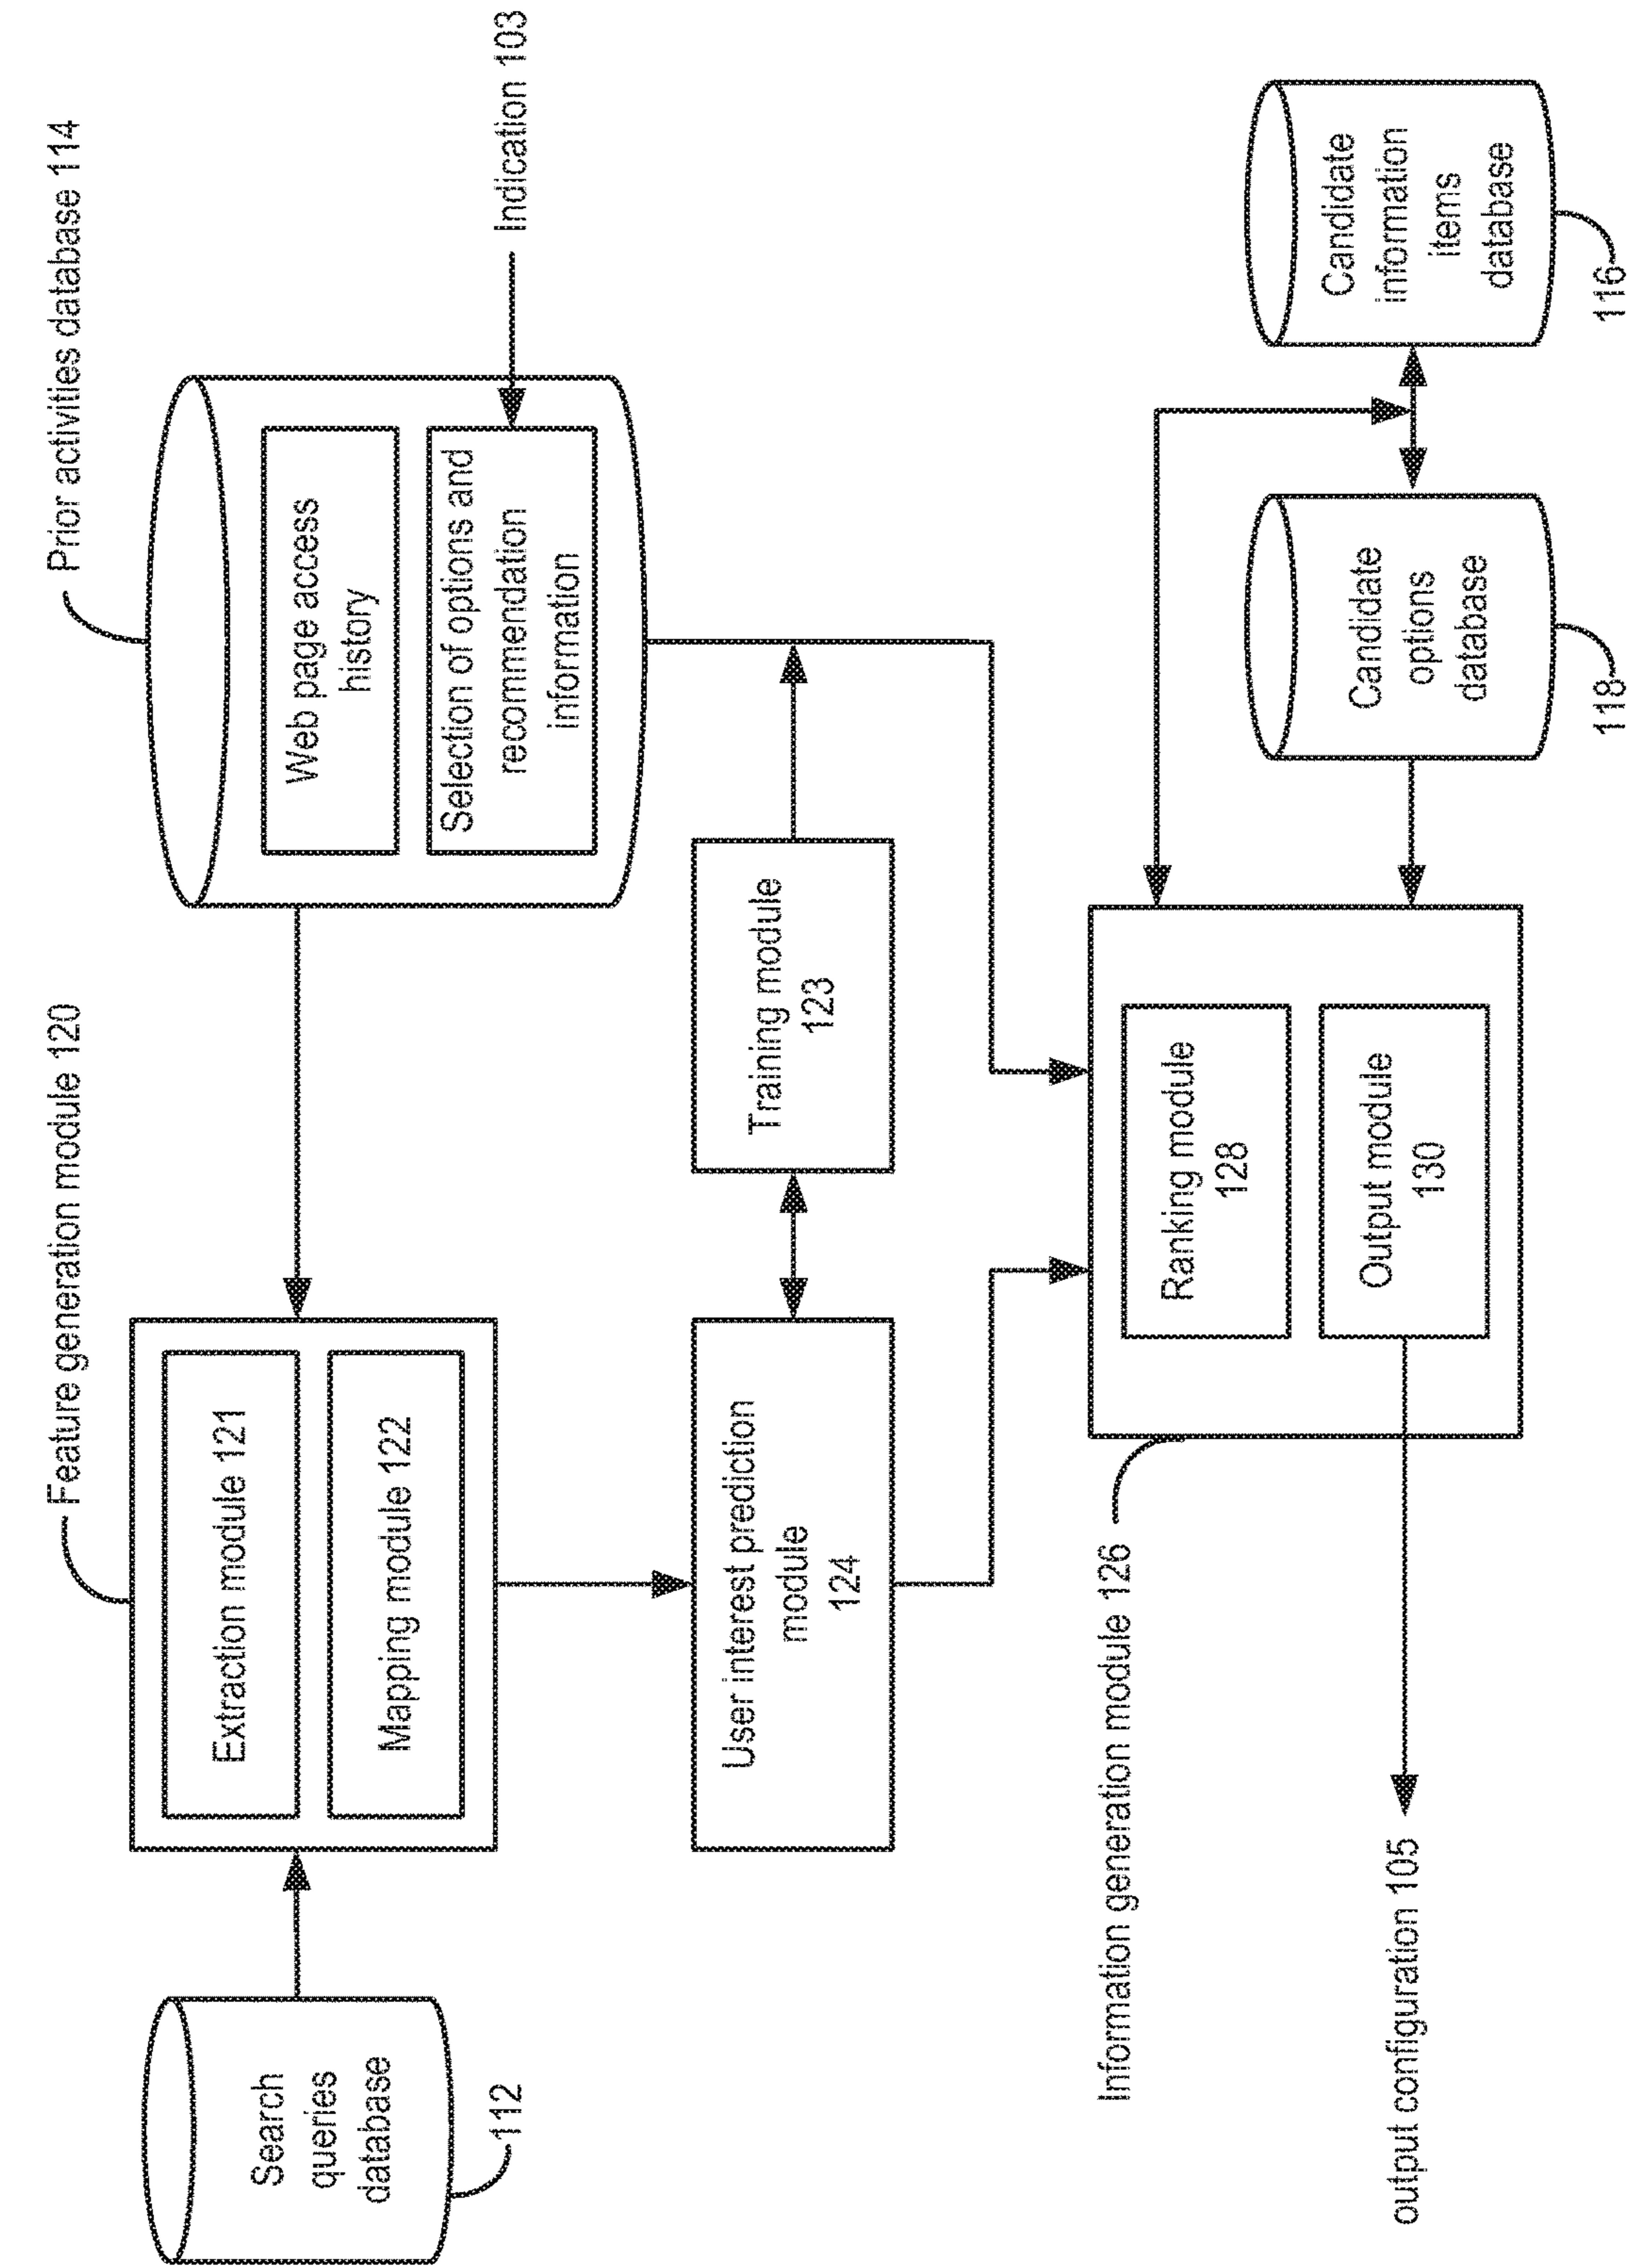 Feature generation module 120
Prior activities database 114
Search
queries
database
112
Extraction module 121
Mapping module 122
Web page access
history
Selection of options and
recommendation
information
Indication 103
User interest prediction
module
124
Training module
123
Information generation module 126
Ranking module
128
Output module
130
Candidate
options
database
118
Candidate
information
items
database
116
output configuration 105